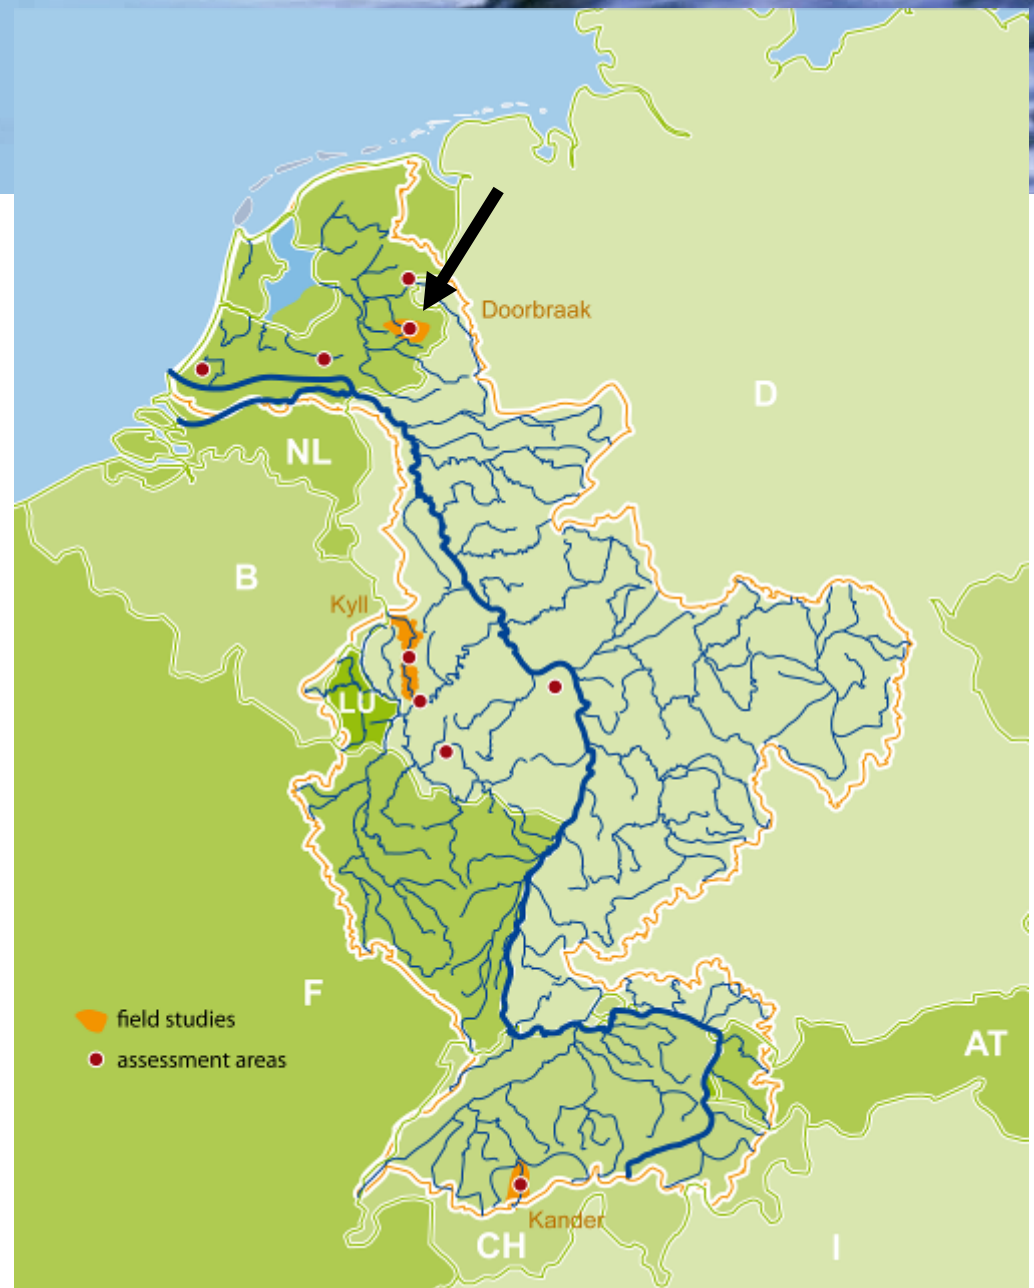 Doorbraak
D
NL
B
Kyll
LU
F
field studies
assessment areas
AT
Kander
CH
I